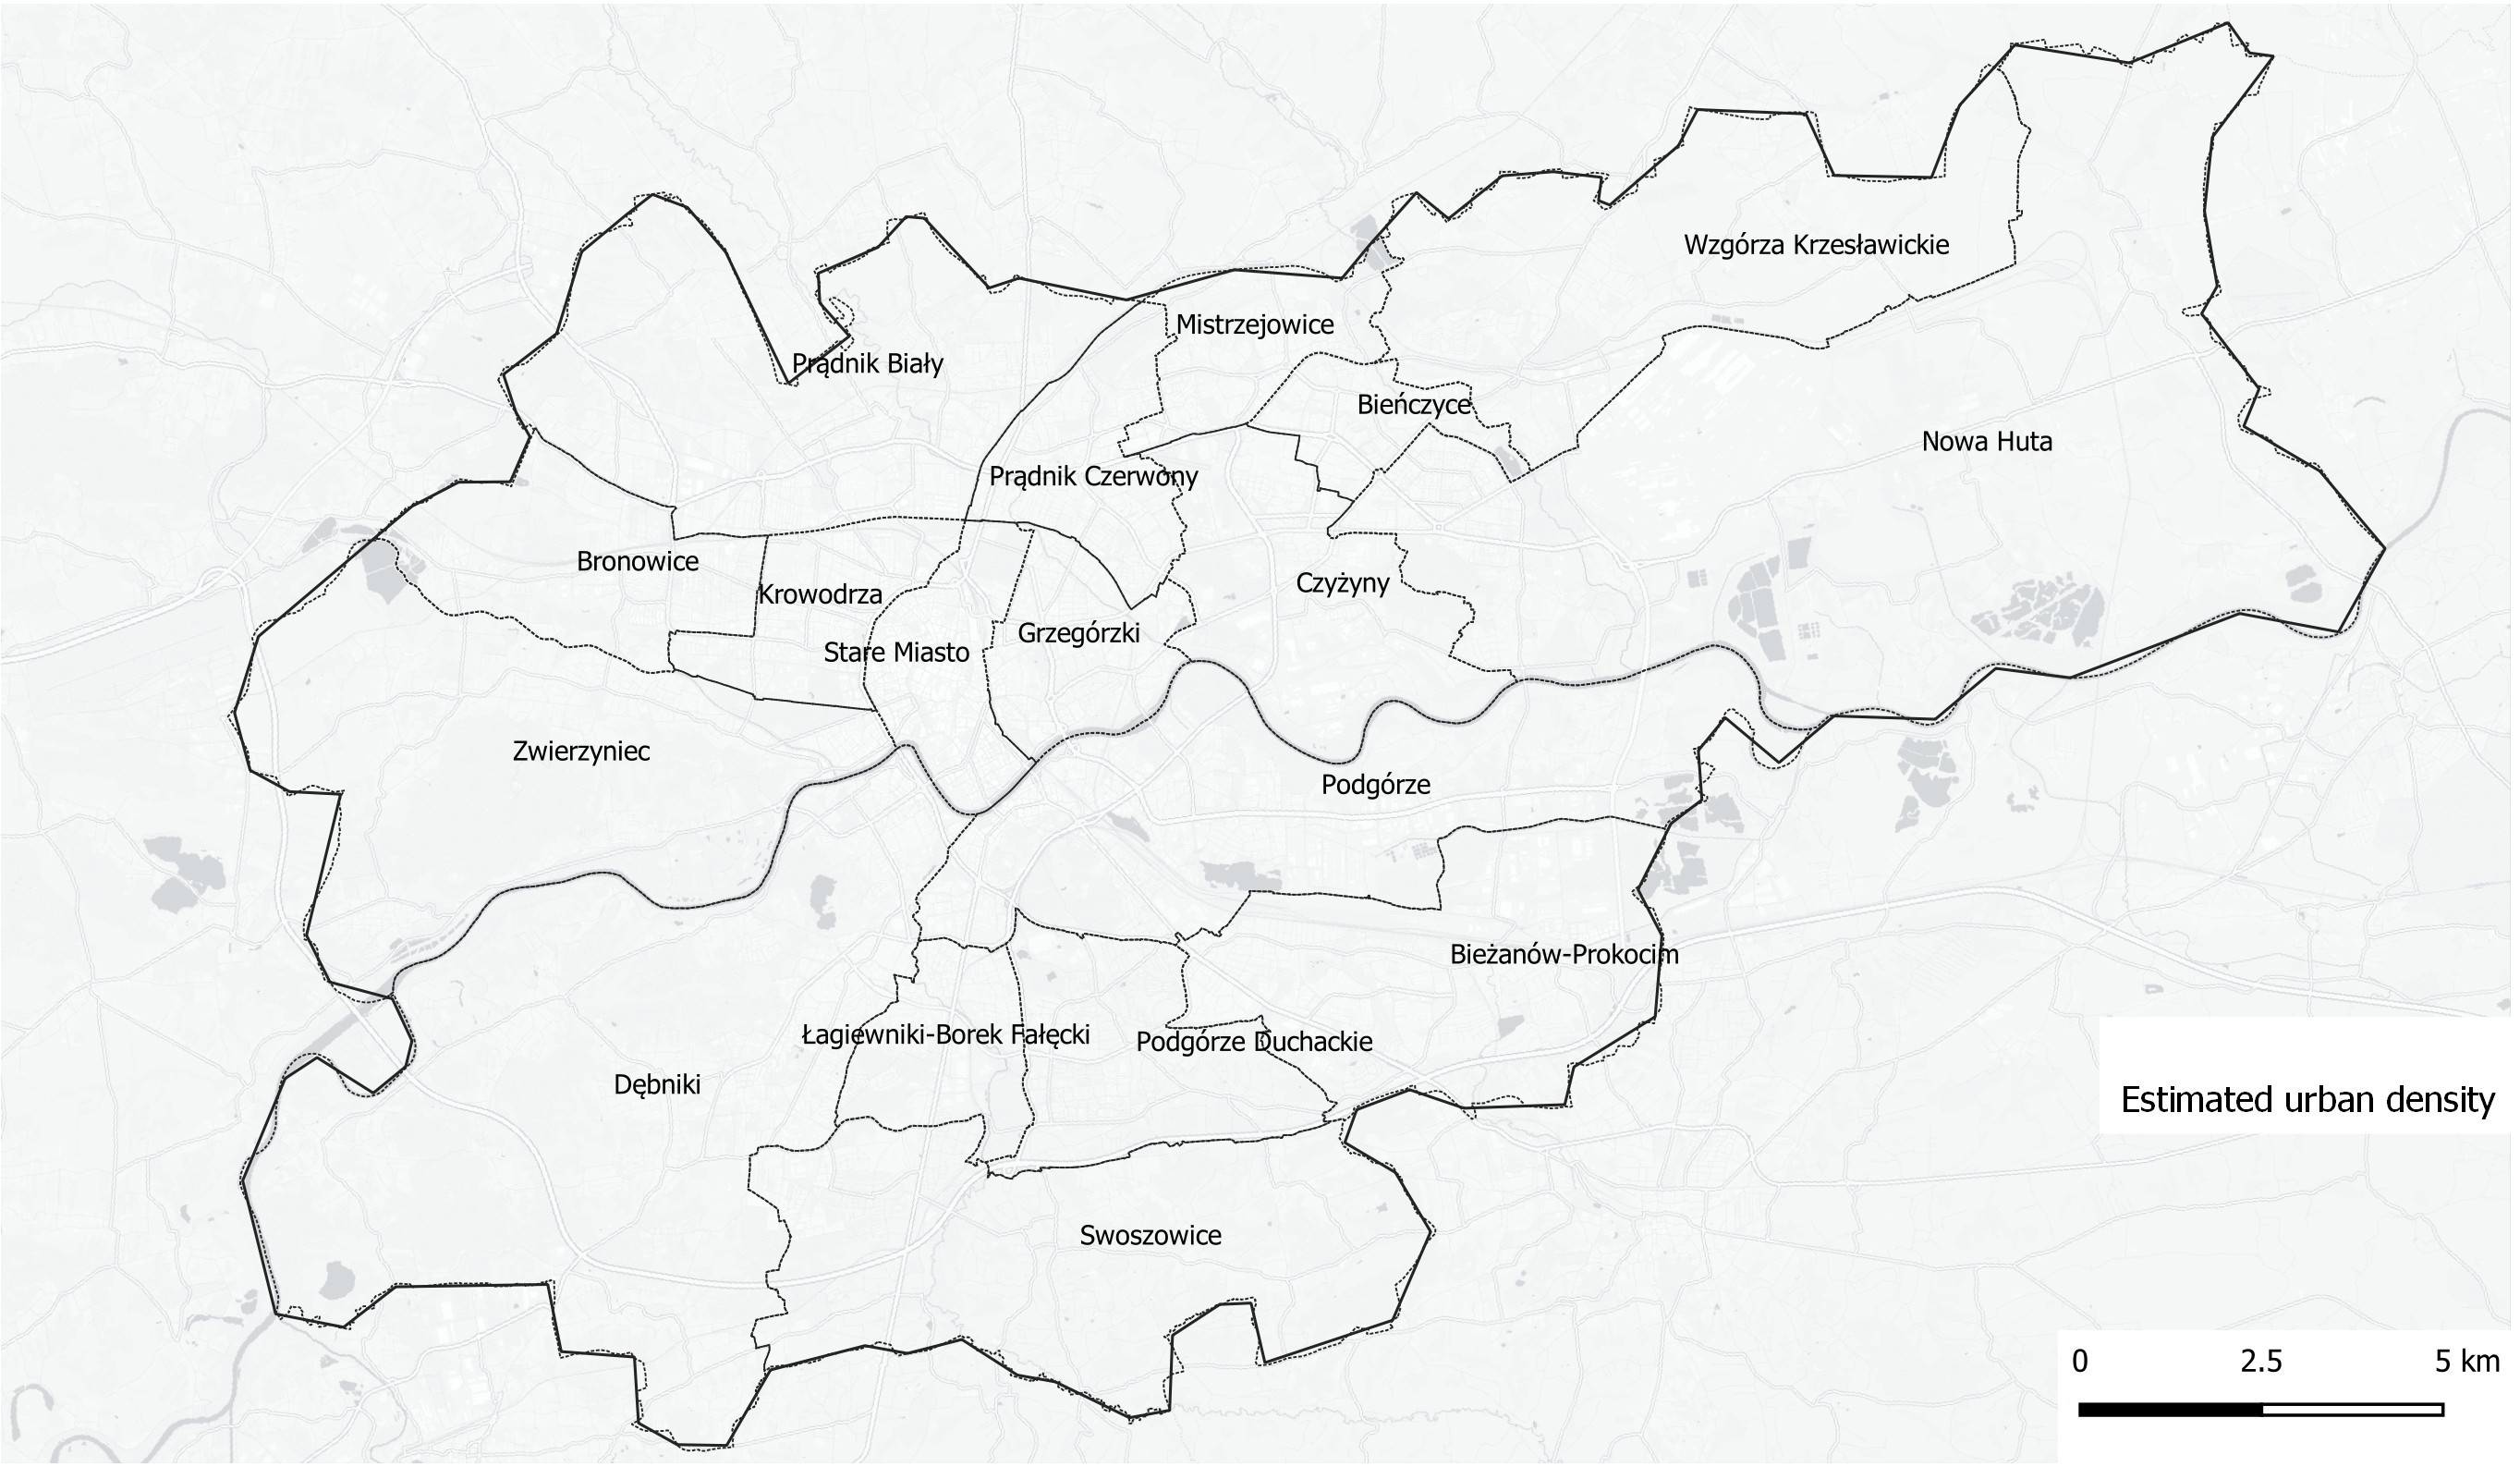 Wzgórza Krzesławickie
Mistrzejowice
Prądnik Biały
Bieńczyce
Nowa Huta
Prądnik Czerwony
Bronowice
Krowodrza
Czyżyny
Grzegórzki
Stare Miasto
Zwierzyniec
Podgórze
Bieżanów-Prokocim
Łagiewniki-Borek Fałęcki
Podgórze Duchackie
Dębniki
Estimated urban density
Swoszowice
0 2.5 5 km